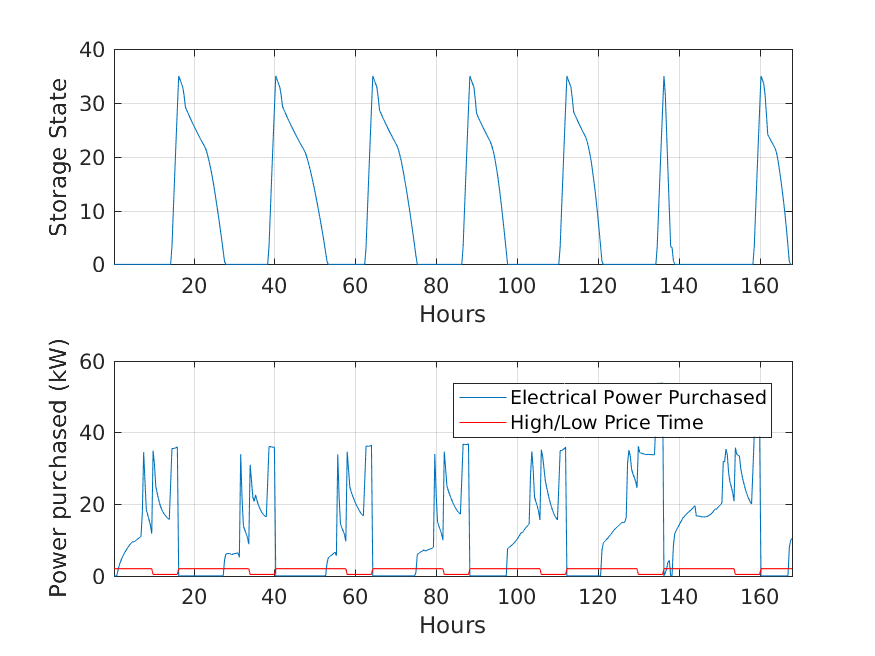 40
30
20
10
0
Storage State
20 40 60 80 100 120 140 160
Hours
60
40
20
0
Power purchased (kW)
Electrical Power Purchased
High/Low Price Time
20 40 60 80 100 120 140 160
Hours